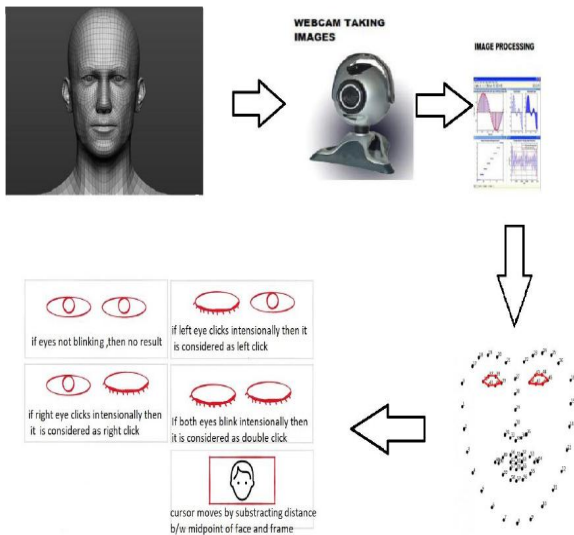 WEBCAM TAKING
IMAGES
IMAGE PROCESSING
if eyes not blinking ,then no result
if left eye clicks intensionally then it
is considered as left click
if right eye clicks intensionally then
it is considered as right click
If both eyes blink intensionally then
it is considered as double click
cursor moves by substracting distance
b/w midpoint of face and frame